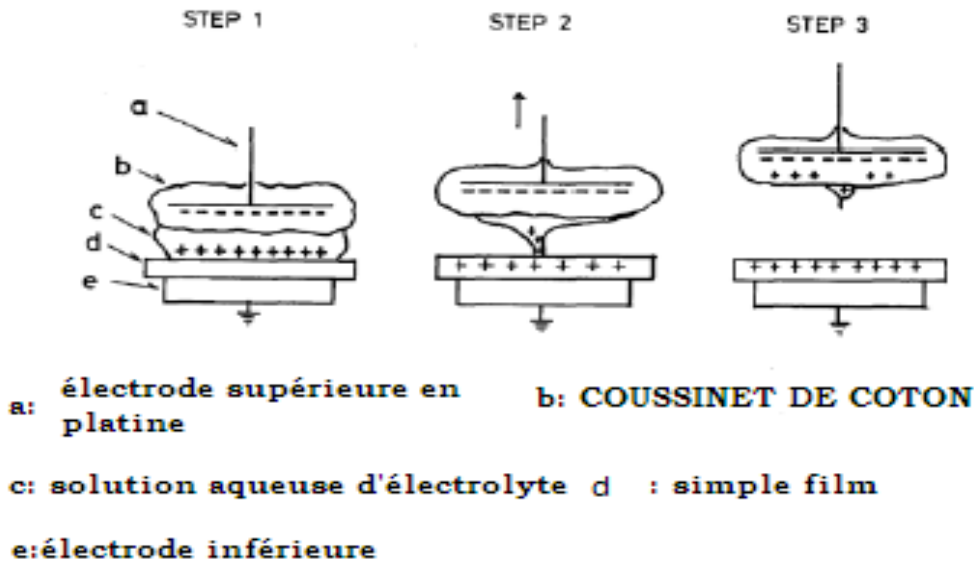 STEP 1 STEP 2 STEP 3
a
b
c
d
e
a: électrode supérieure en platine b: COUSSINET DE COTON
c: solution aqueuse d'électrolyte d : simple film
e:électrode inférieure